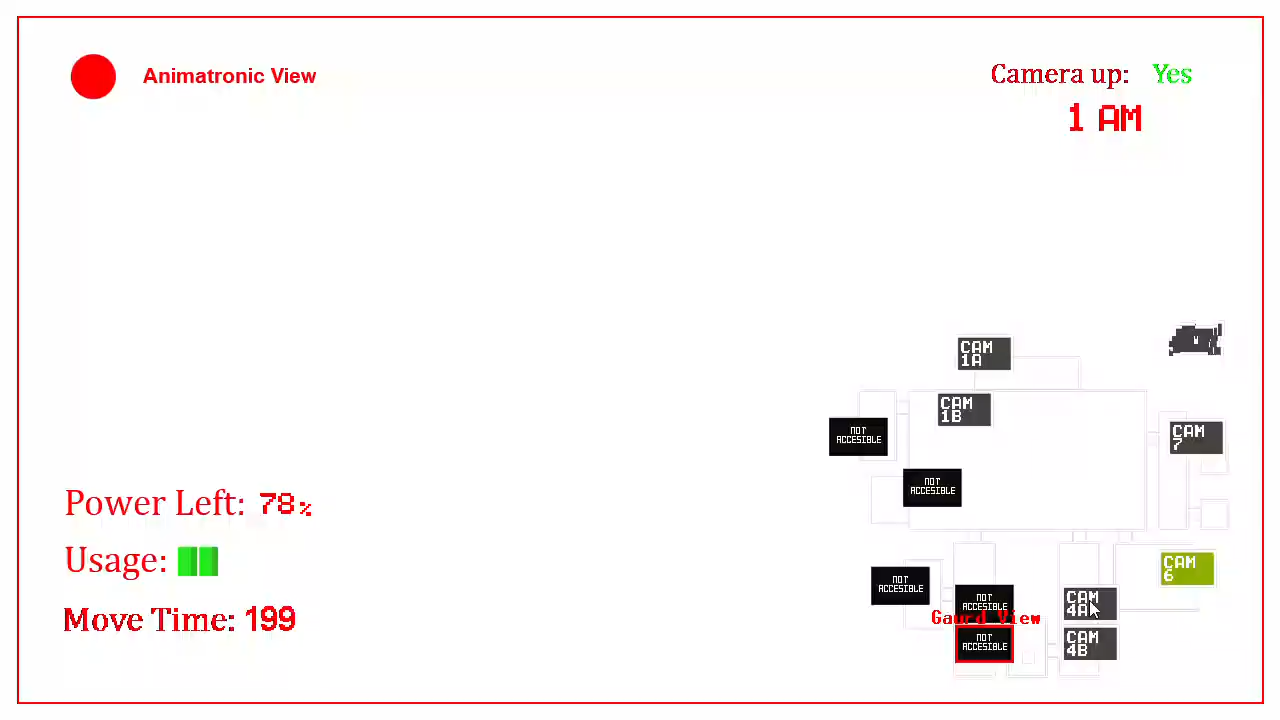 Animatronic View
Camera up: Yes
1 AM
CAM
1A
CAM
1B
NOT
ACCESIBLE
CAM
7
NOT
ACCESIBLE
Power Left: 78%
Usage:
Move Time: 199
CAM
6
NOT
ACCESIBLE
NOT
ACCESIBLE
CAM
4A
Gaurd View
NOT
ACCESIBLE
CAM
4B